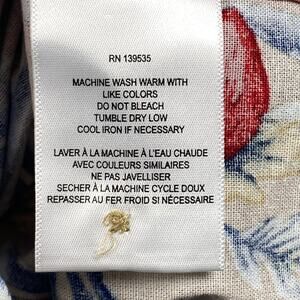 RN 139535
MACHINE WASH WARM WITH
LIKE COLORS
DO NOT BLEACH
TUMBLE DRY LOW
COOL IRON IF NECESSARY
LAVER À LA MACHINE À L'EAU CHAUDE
AVEC COULEURS SIMILAIRES
NE PAS JAVELLISER
SECHER À LA MACHINE CYCLE DOUX
REPASSER AU FER FROID SI NÉCESSAIRE